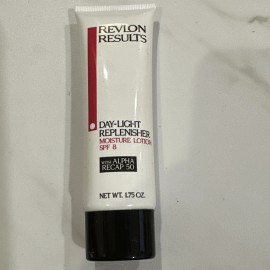 REVLON
RESULTS
DAY-LIGHT
REPLENISHER
MOISTURE LOTION
SPF 8
WITH ALPHA
RECAP 50
NET WT. 1.75 OZ.